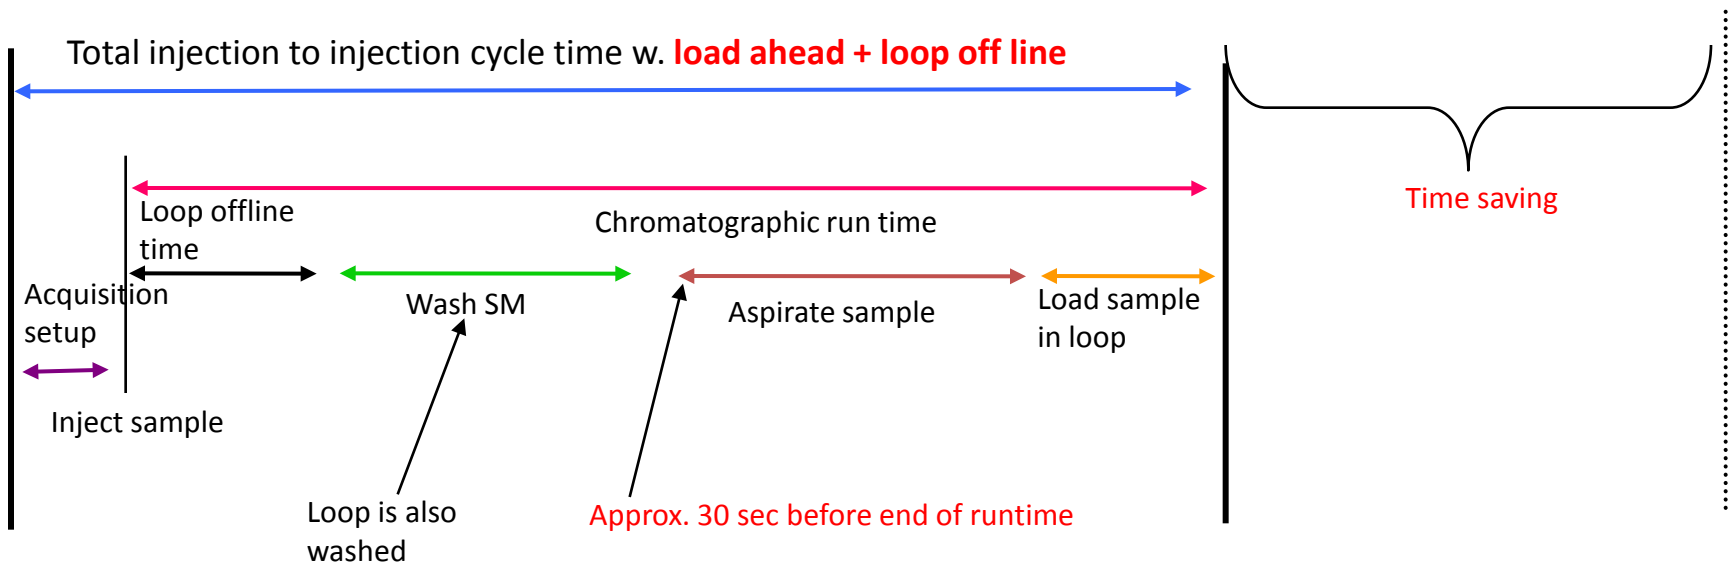 Total injection to injection cycle time w. load ahead + loop off line
Time saving
Loop offline
time
Chromatographic run time
Acquisition
setup
Wash SM
Aspirate sample
Load sample
in loop
Inject sample
Loop is also
washed
Approx. 30 sec before end of runtime